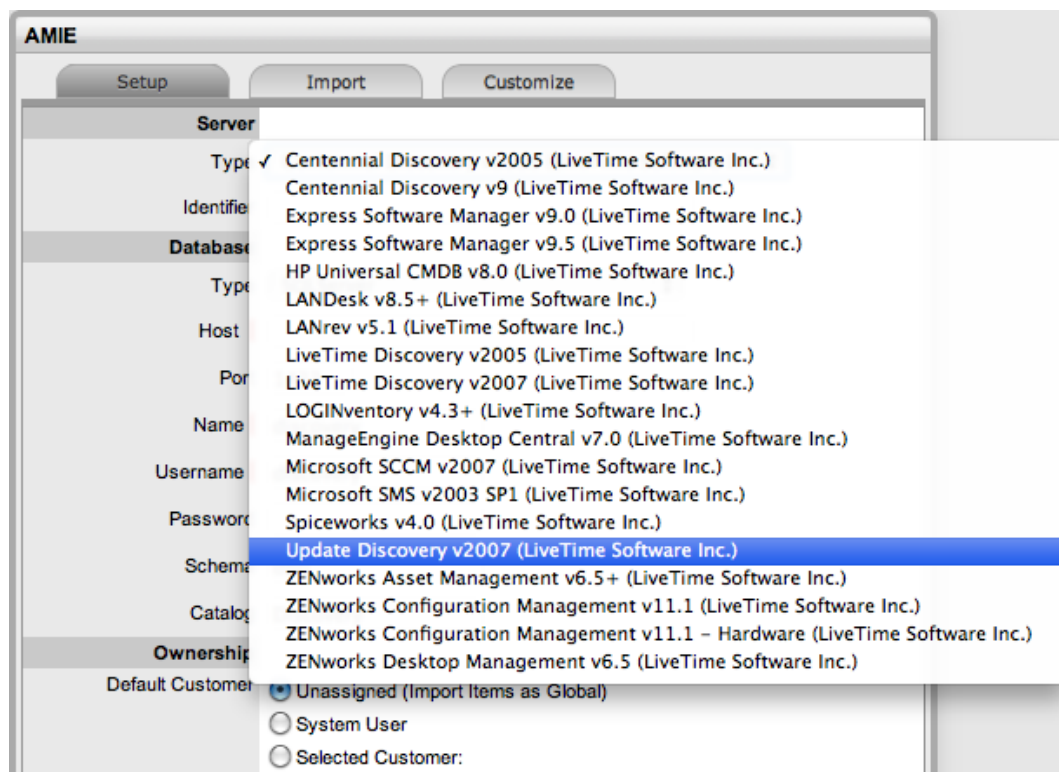 AMIE
Setup Import Customize
Server
Type ✓ Centennial Discovery v2005 (LiveTime Software Inc.)
Centennial Discovery v9 (LiveTime Software Inc.)
Identifie
Express Software Manager v9.0 (LiveTime Software Inc.)
Database Express Software Manager v9.5 (LiveTime Software Inc.)
HP Universal CMDB v8.0 (LiveTime Software Inc.)
Type
LANDesk v8.5+ (LiveTime Software Inc.)
Host LANrev v5.1 (LiveTime Software Inc.)
LiveTime Discovery v2005 (LiveTime Software Inc.)
Por LiveTime Discovery v2007 (LiveTime Software Inc.)
LOGINventory v4.3+ (LiveTime Software Inc.)
Name
ManageEngine Desktop Central v7.0 (LiveTime Software Inc.)
Username Microsoft SCCM v2007 (LiveTime Software Inc.)
Microsoft SMS v2003 SP1 (LiveTime Software Inc.)
Password Spiceworks v4.0 (LiveTime Software Inc.)
Update Discovery v2007 (LiveTime Software Inc.)
Schema
ZENworks Asset Management v6.5+ (LiveTime Software Inc.)
Catalog ZENworks Configuration Management v11.1 (LiveTime Software Inc.)
ZENworks Configuration Management v11.1 – Hardware (LiveTime Software Inc.)
Ownership ZENworks Desktop Management v6.5 (LiveTime Software Inc.)
Default Customer Unassigned (Import Items as Global)
System User
Selected Customer: